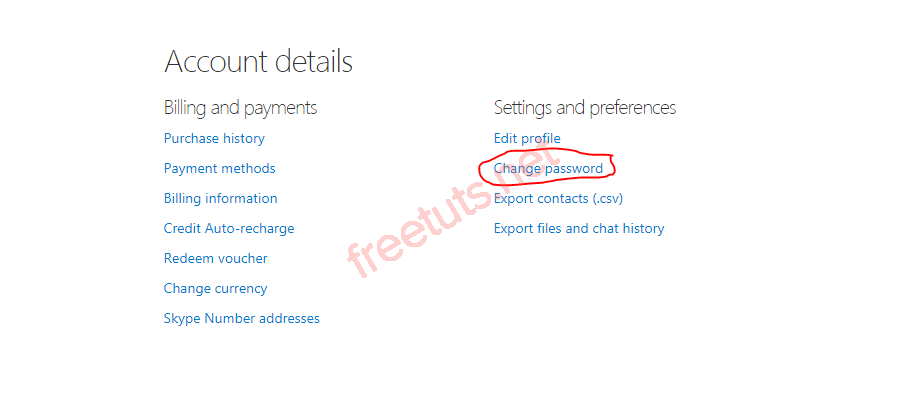 Account details
Billing and payments
Purchase history
Payment methods
Billing information
Credit Auto-recharge
Redeem voucher
Change currency
Skype Number addresses
Settings and preferences
Edit profile
Change password
Export contacts (.csv)
Export files and chat history
freetuts.net